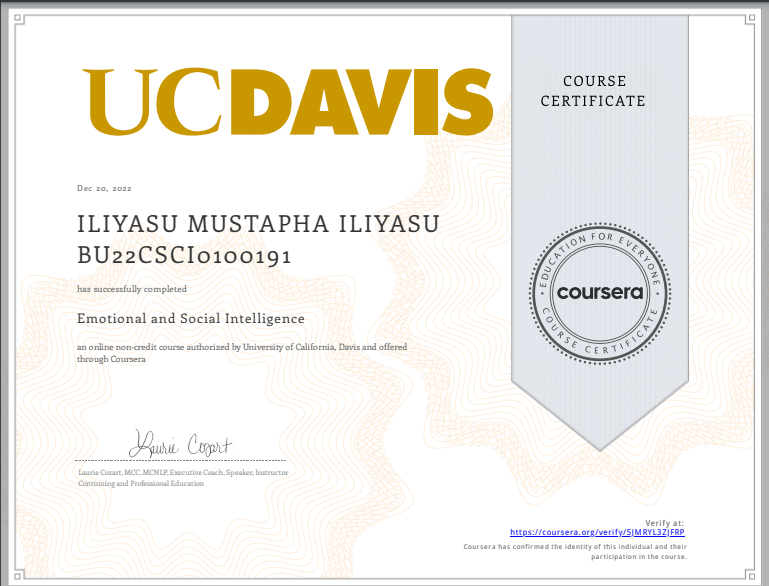 UCDAVIS
COURSE
CERTIFICATE
Dec 20, 2022
ILIYASU MUSTAPHA ILIYASU
BU22CSCI0100191
has successfully completed
Emotional and Social Intelligence
an online non-credit course authorized by University of California, Davis and offered
through Coursera
EDUCATION FOR EVERYONE
coursera
COURSE CERTIFICATE
Laurie Cozart
Laurie Cozart, MCC, MCNLP, Executive Coach, Speaker, Instructor
Continuing and Professional Education
Verify at:
https://coursera.org/verify/5JMRYL3ZJFRP
Coursera has confirmed the identity of this individual and their
participation in the course.